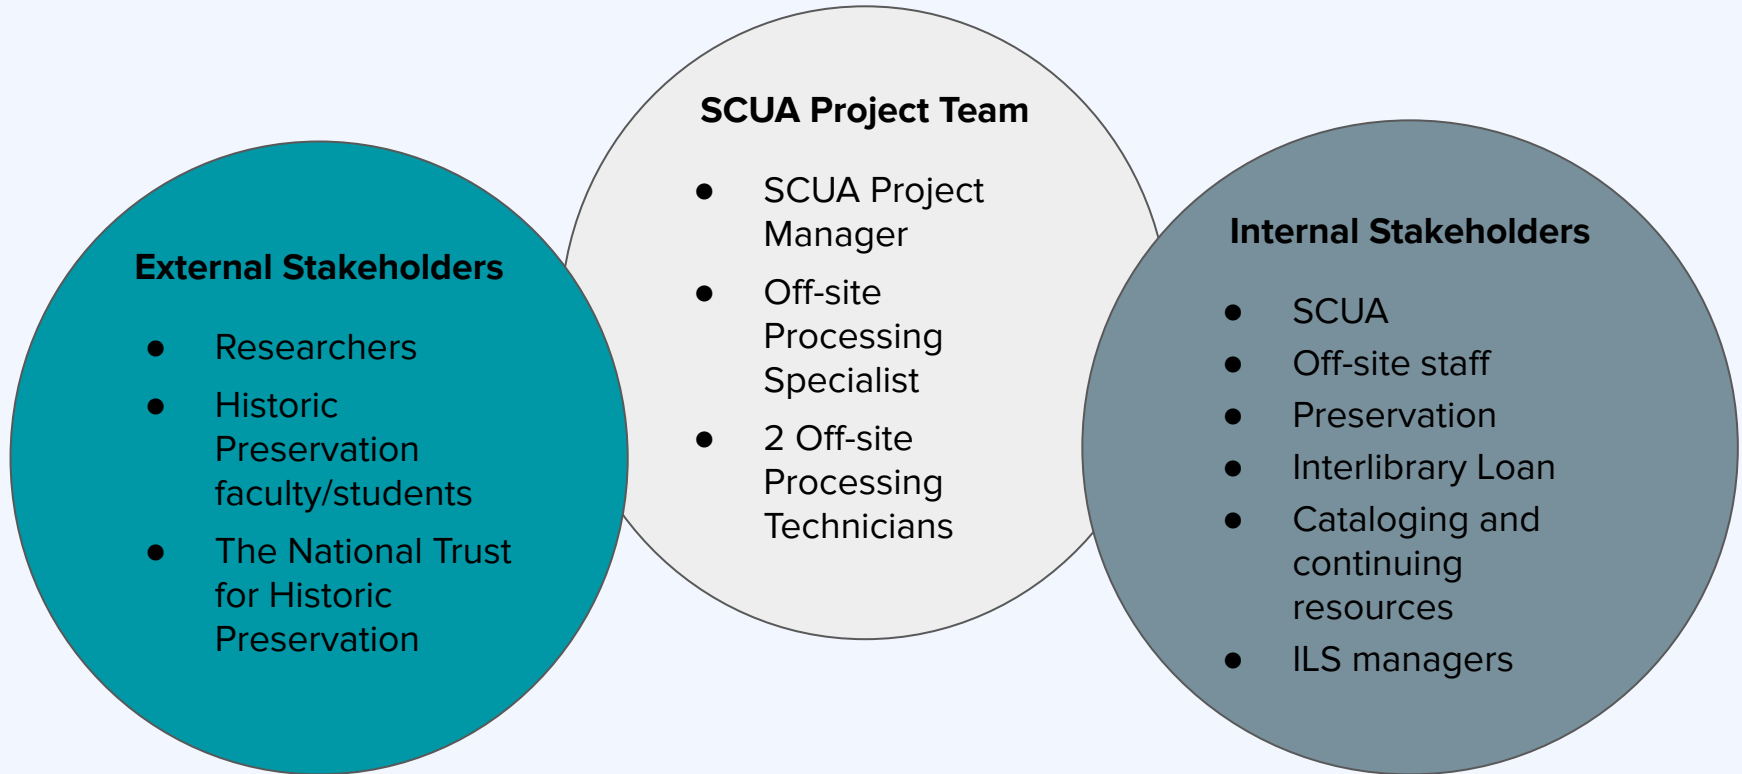 External Stakeholders
● Researchers
● Historic
Preservation
faculty/students
● The National Trust
for Historic
Preservation
SCUA Project Team
● SCUA Project
Manager
● Off-site
Processing
Specialist
● 2 Off-site
Processing
Technicians
Internal Stakeholders
● SCUA
● Off-site staff
● Preservation
● Interlibrary Loan
● Cataloging and
continuing
resources
● ILS managers